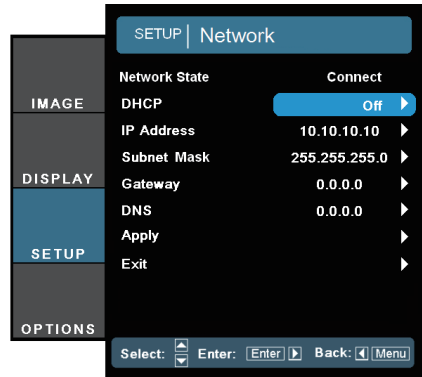 SETUP | Network
Network State Connect
DHCP Off
IP Address 10.10.10.10
Subnet Mask 255.255.255.0
Gateway 0.0.0.0
DNS 0.0.0.0
Apply
Exit
IMAGE
DISPLAY
SETUP
OPTIONS
Select: Enter: Enter Back: Menu